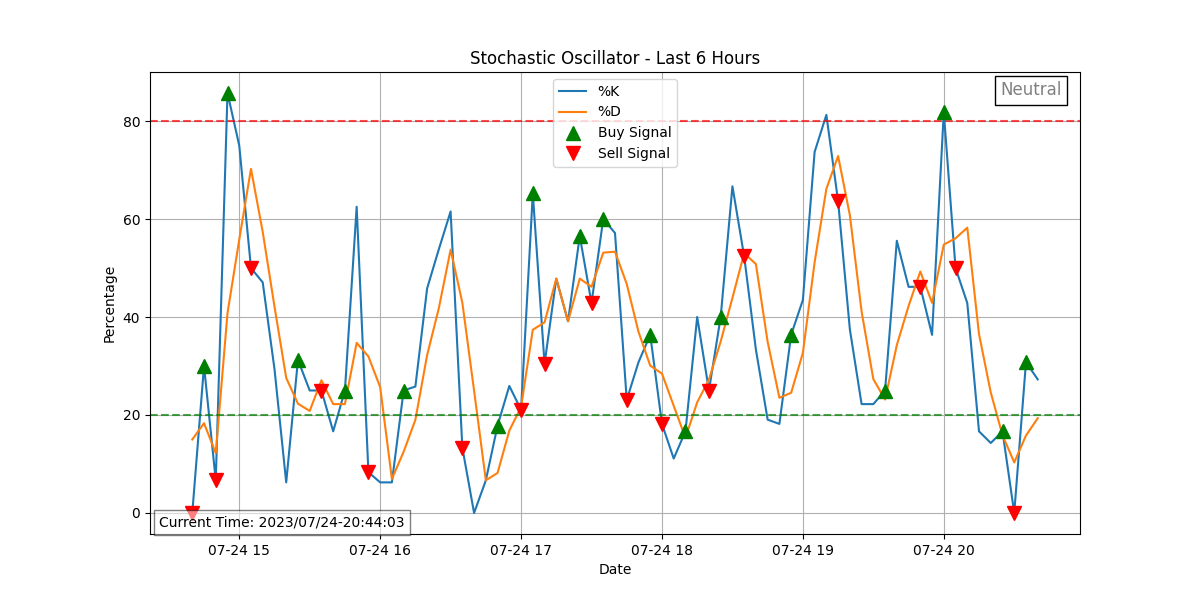 Stochastic Oscillator - Last 6 Hours
Neutral
%K
%D
Buy Signal
Sell Signal
80
60
40
20
0
Percentage
Current Time: 2023/07/24-20:44:03
07-24 15
07-24 16
07-24 17
07-24 18
07-24 19
07-24 20
Date